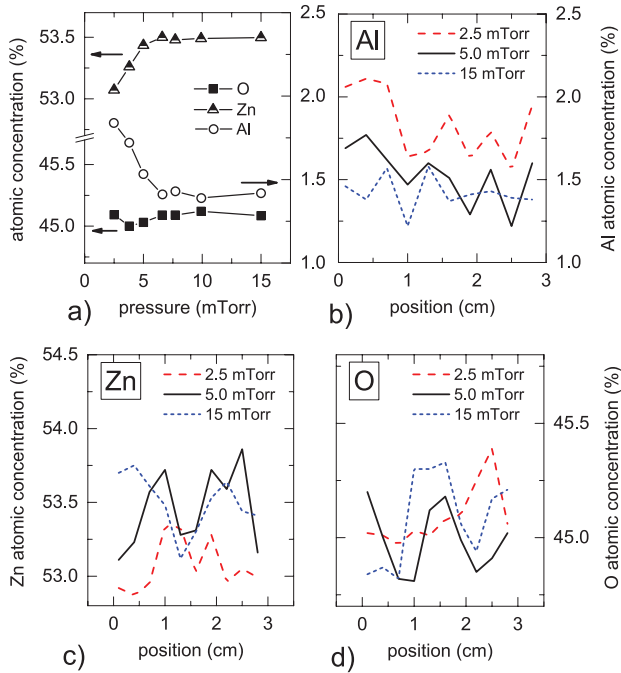 atomic concentration (%)
53.5
53.0
45.5
45.0
O
Zn
Al
0
5
10
15
pressure (mTorr)
a)
2.5
2.0
1.5
1.0
Al
2.5 mTorr
5.0 mTorr
15 mTorr
2.5
2.0
1.5
1.0
Al atomic concentration (%)
0
1
2
3
position (cm)
b)
Zn atomic concentration (%)
54.5
54.0
53.5
53.0
Zn
2.5 mTorr
5.0 mTorr
15 mTorr
0
1
2
3
position (cm)
c)
O
2.5 mTorr
5.0 mTorr
15 mTorr
45.5
45.0
O atomic concentration (%)
0
1
2
3
position (cm)
d)